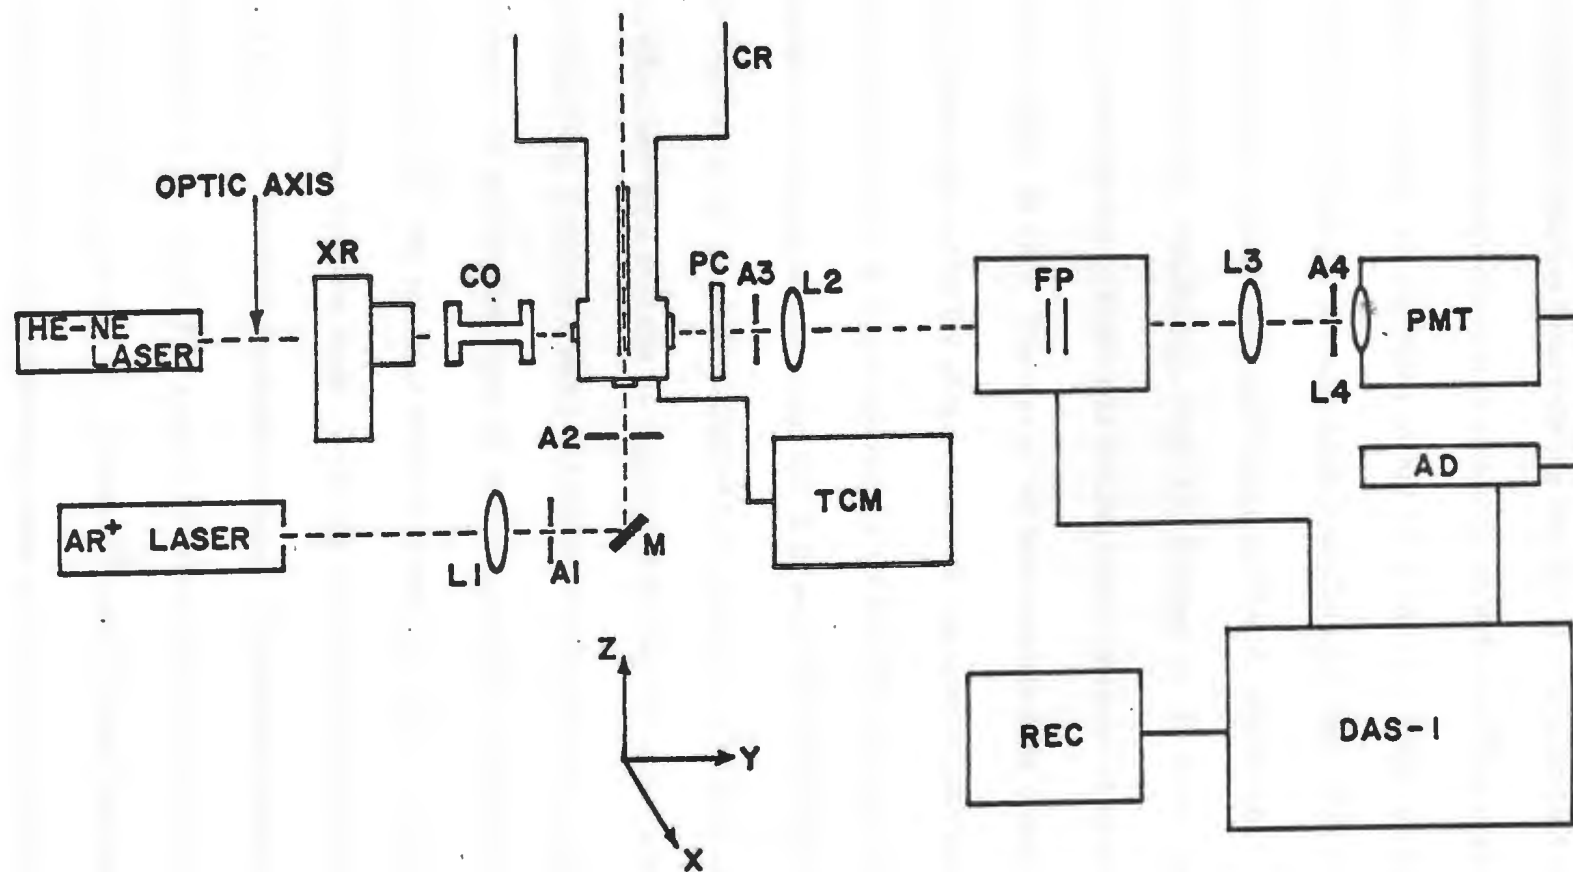 CR
OPTIC AXIS
XR
CO
PC
A3
L2
FP
L3
A4
HE-NE
LASER
PMT
L4
A2
AD
TCM
AR+ LASER
L1
A1
M
Z
Y
X
REC
DAS-1